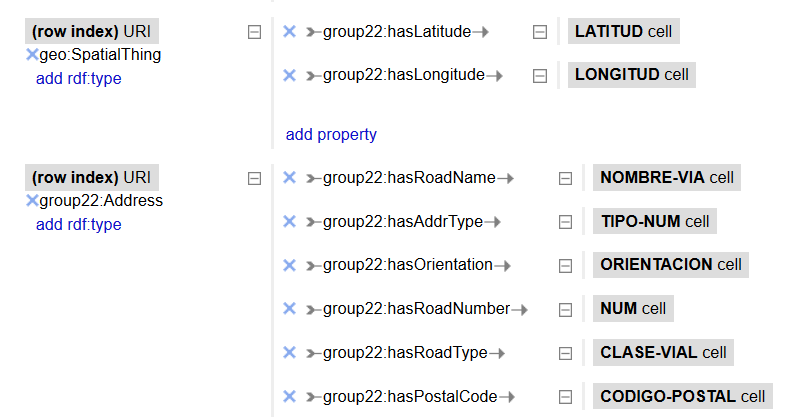 (row index) URI group22:hasLatitude LATITUD cell
geo:SpatialThing
add rdf:type group22:hasLongitude LONGITUD cell
add property
(row index) URI group22:hasRoadName NOMBRE-VIA cell
group22:Address
add rdf:type group22:hasAddrType TIPO-NUM cell
group22:hasOrientation ORIENTACION cell
group22:hasRoadNumber NUM cell
group22:hasRoadType CLASE-VIAL cell
group22:hasPostalCode CODIGO-POSTAL cell